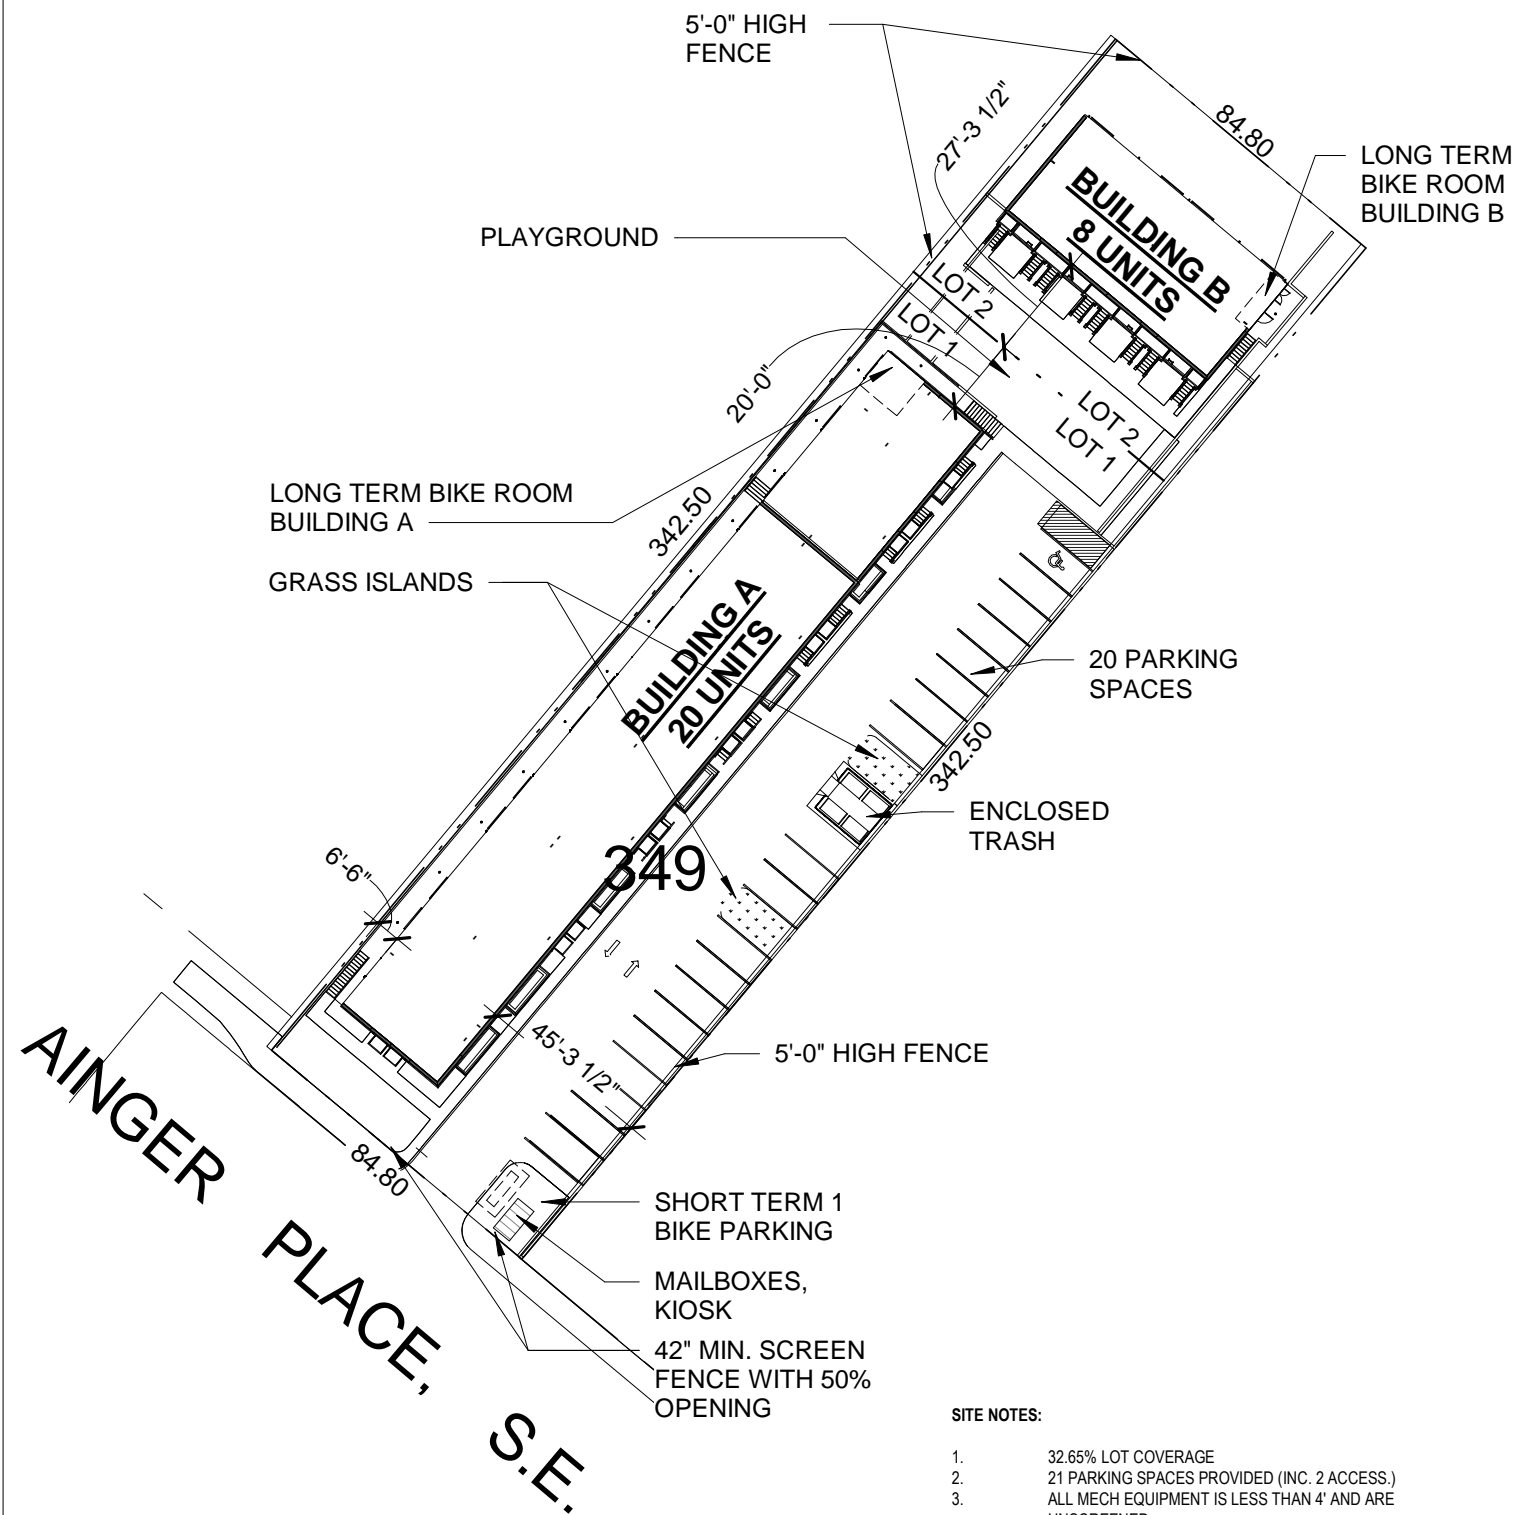 5'-0" HIGH
FENCE
84.80
27'-3 1/2"
LONG TERM
BIKE ROOM
BUILDING B
BUILDING B
8 UNITS
PLAYGROUND
LOT 2
LOT 1
20'-0"
LOT 2
LOT 1
LONG TERM BIKE ROOM
BUILDING A
342.50
GRASS ISLANDS
BUILDING A
20 UNITS
20 PARKING
SPACES
342.50
ENCLOSED
TRASH
349
6'-6"
45'-3 1/2"
5'-0" HIGH FENCE
AINGER PLACE, S.E.
84.80
SHORT TERM 1
BIKE PARKING
MAILBOXES,
KIOSK
42" MIN. SCREEN
FENCE WITH 50%
OPENING
SITE NOTES:
1. 32.65% LOT COVERAGE
2. 21 PARKING SPACES PROVIDED (INC. 2 ACCESS.)
3. ALL MECH EQUIPMENT IS LESS THAN 4' AND ARE